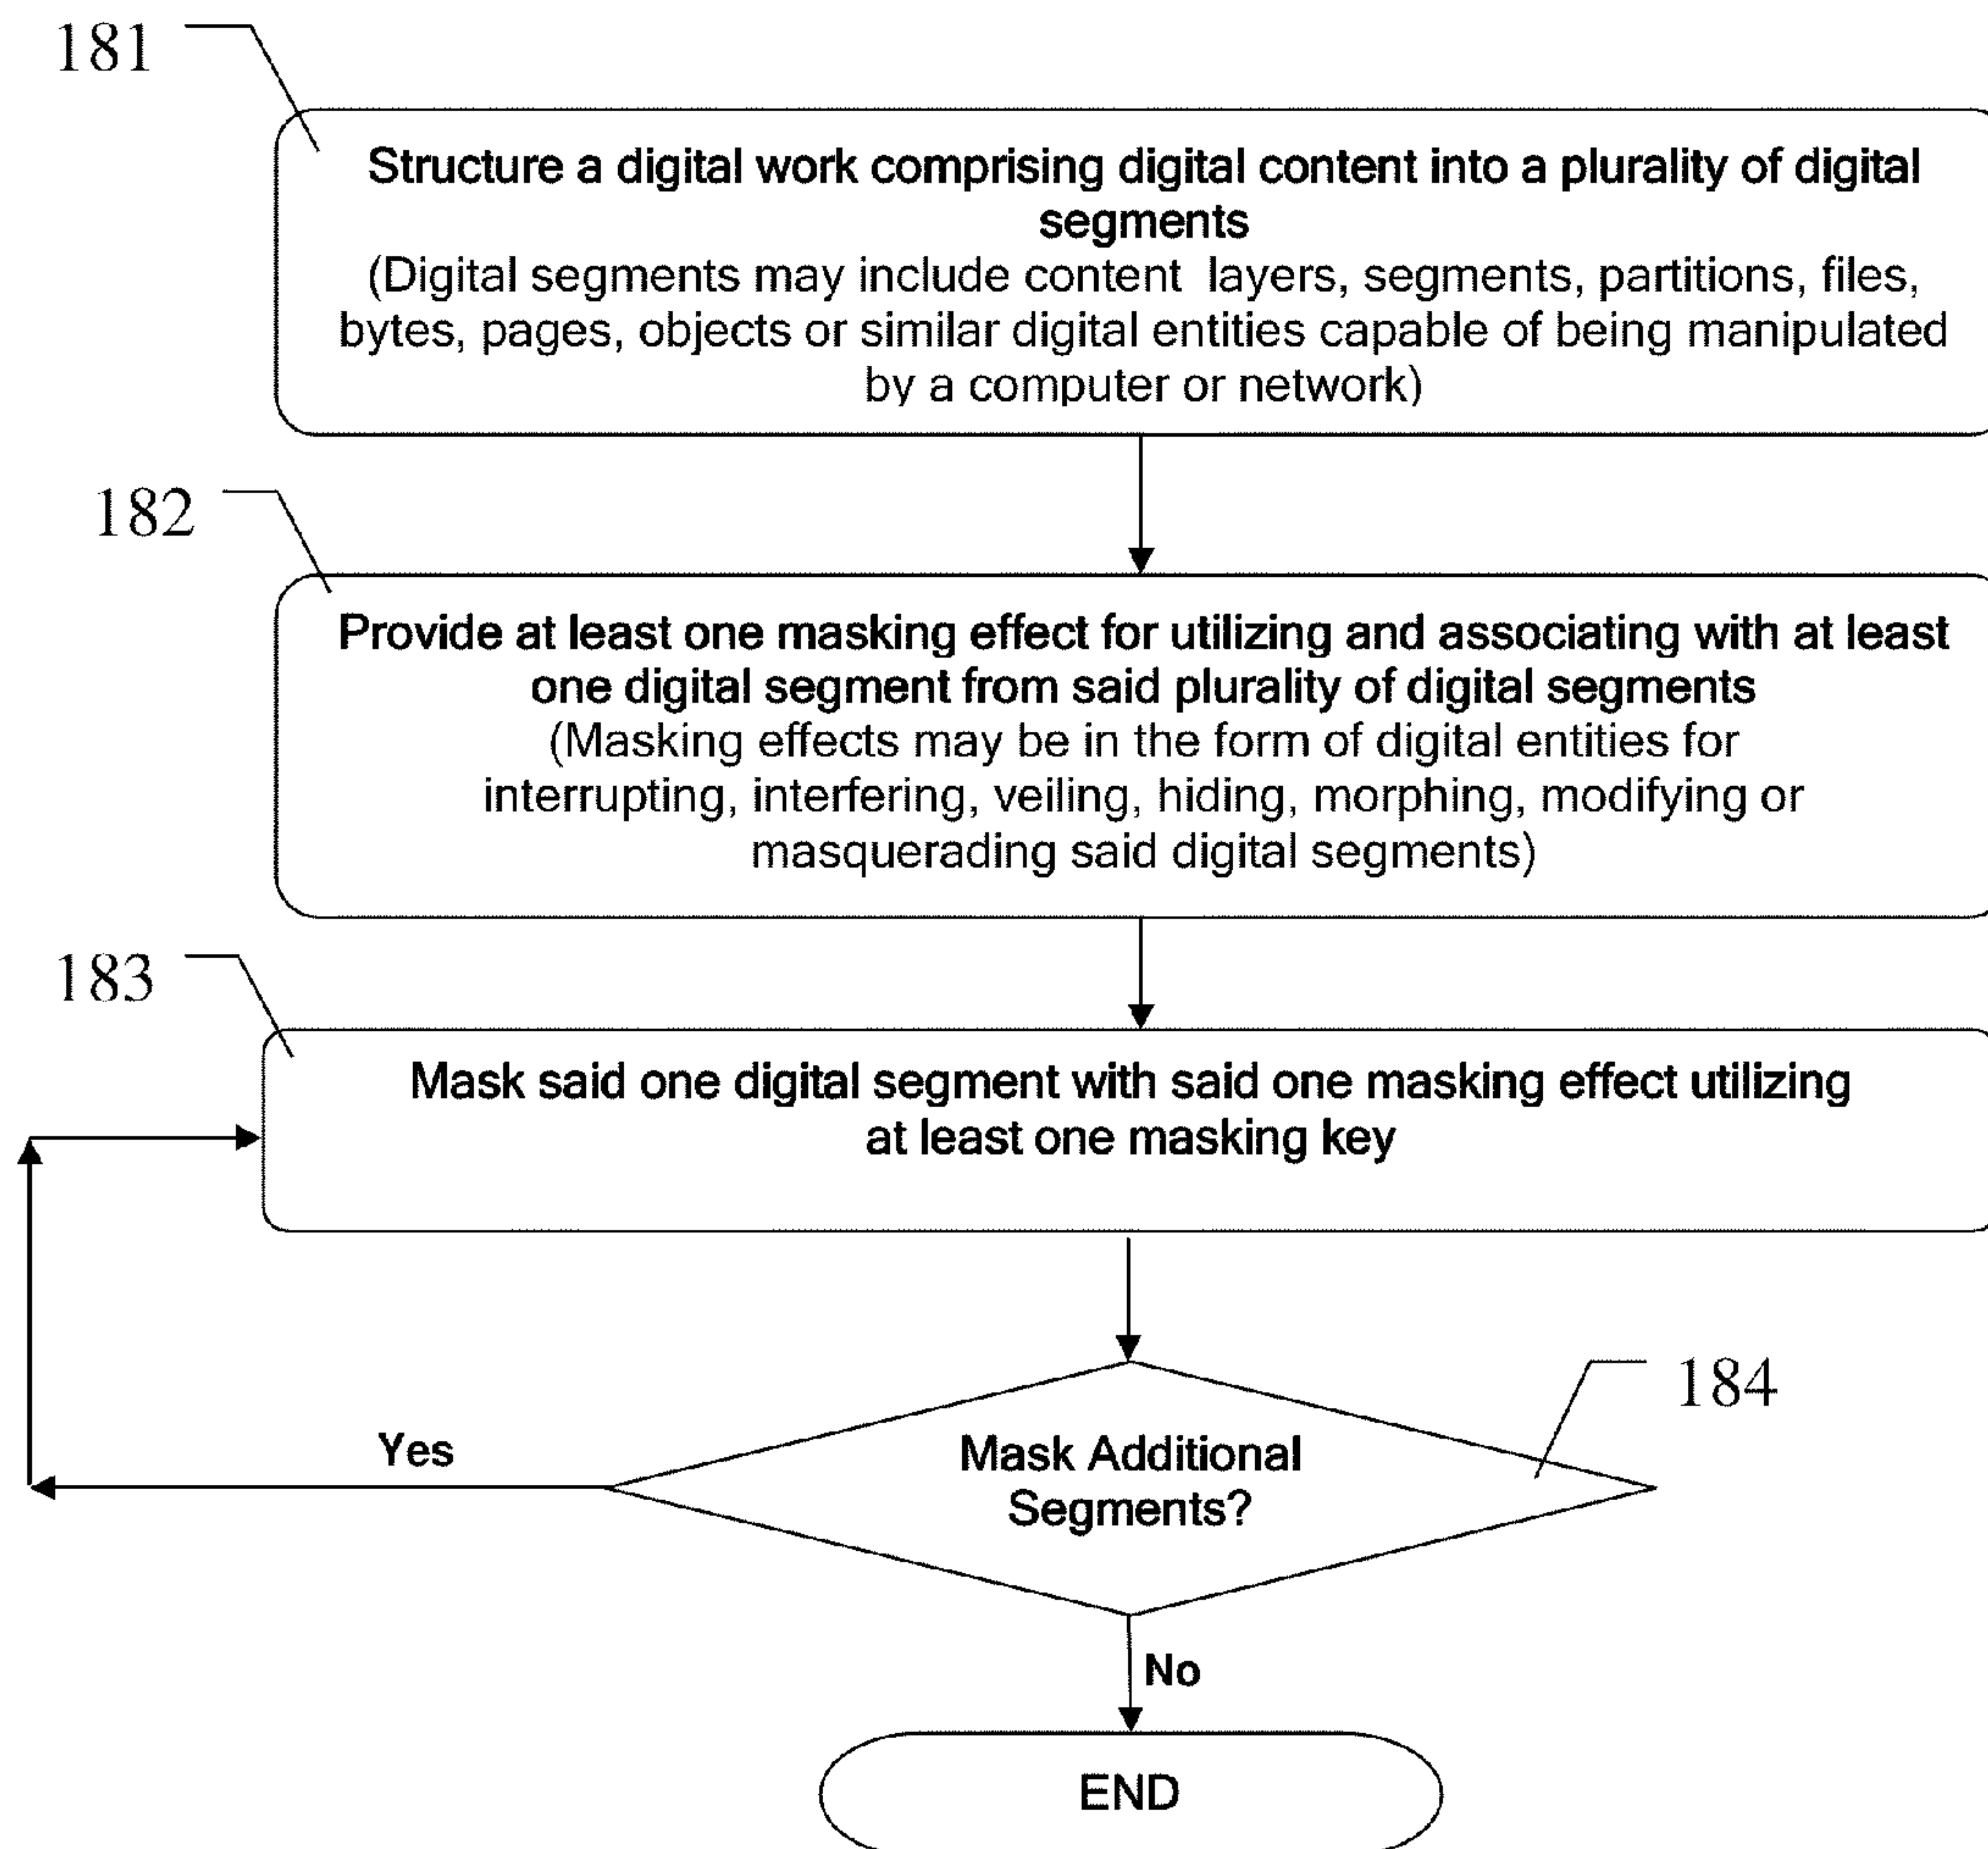 181
Structure a digital work comprising digital content into a plurality of digital
segments
(Digital segments may include content layers, segments, partitions, files,
bytes, pages, objects or similar digital entities capable of being manipulated
by a computer or network)
182
Provide at least one masking effect for utilizing and associating with at least
one digital segment from said plurality of digital segments
(Masking effects may be in the form of digital entities for
interrupting, interfering, veiling, hiding, morphing, modifying or
masquerading said digital segments)
183
Mask said one digital segment with said one masking effect utilizing
at least one masking key
184
Mask Additional
Segments?
Yes
No
END